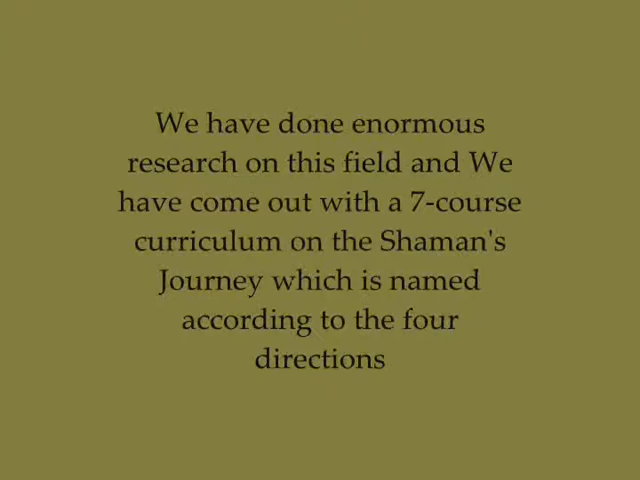 We have done enormous
research on this field and We
have come out with a 7-course
curriculum on the Shaman's
Journey which is named
according to the four
directions